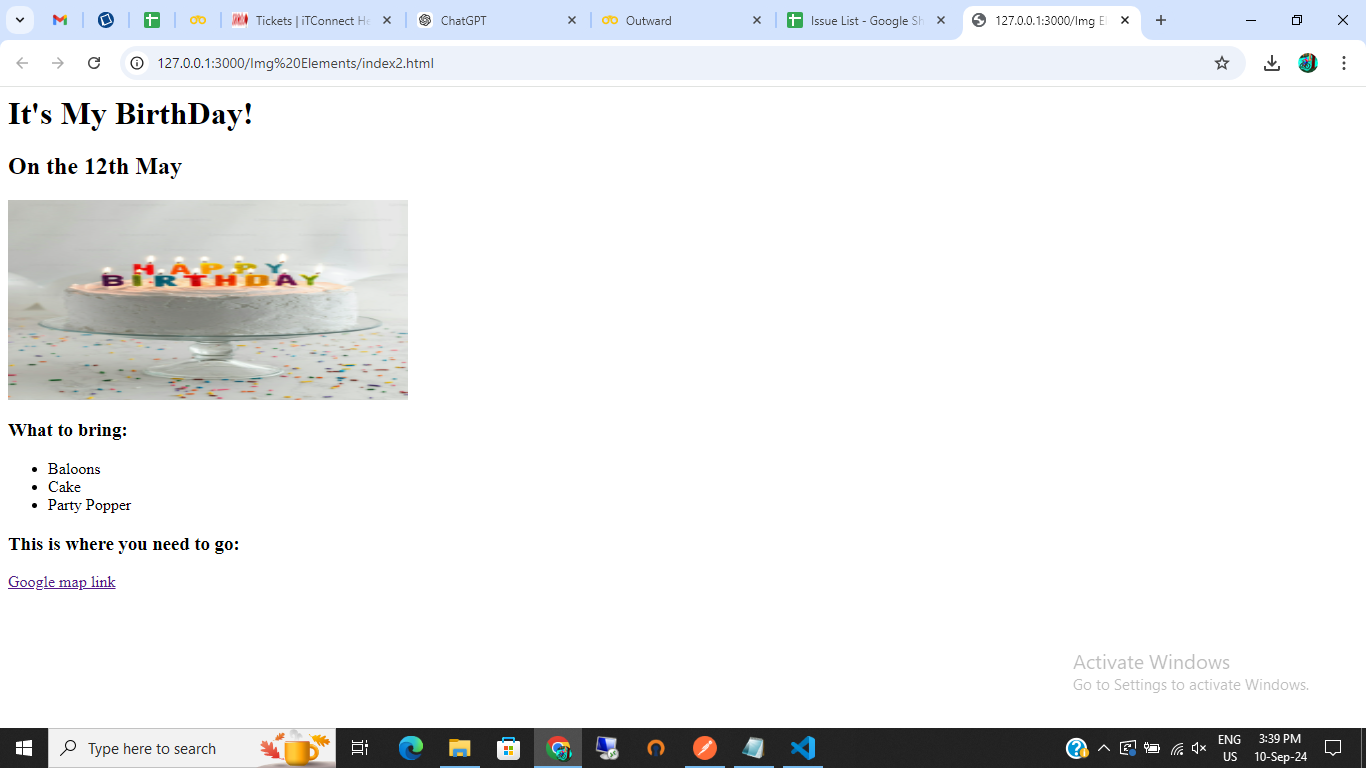 Tickets | iTConnect He
ChatGPT
Outward
Issue List - Google Sh
127.0.0.1:3000/Img El
127.0.0.1:3000/Img%20Elements/index2.html
It's My BirthDay!
On the 12th May
HAPPY
BIRTHDAY
What to bring:
• Baloons
• Cake
• Party Popper
This is where you need to go:
Google map link
Activate Windows
Go to Settings to activate Windows.
Type here to search
ENG
US
3:39 PM
10-Sep-24